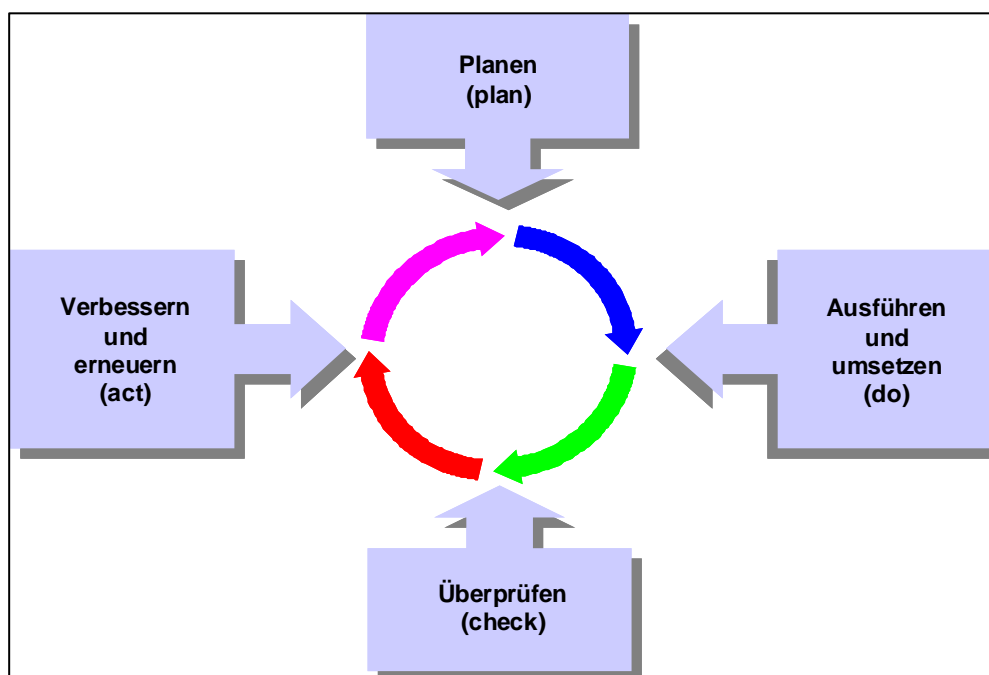 Planen
(plan)
Verbessern
und
erneuern
(act)
Ausführen
und
umsetzen
(do)
Überprüfen
(check)